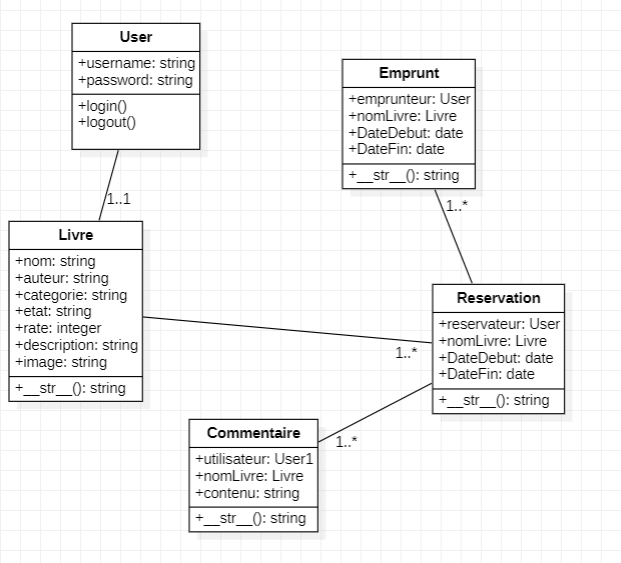 User
+username: string
+password: string
+login()
+logout()
1..1
Emprunt
+emprunteur: User
+nomLivre: Livre
+DateDebut: date
+DateFin: date
+__str__(): string
1..*
Livre
+nom: string
+auteur: string
+categorie: string
+etat: string
+rate: integer
+description: string
+image: string
+__str__(): string
Reservation
+reservateur: User
+nomLivre: Livre
+DateDebut: date
+DateFin: date
+__str__(): string
1..*
Commentaire
+utilisateur: User1
+nomLivre: Livre
+contenu: string
+__str__(): string
1..*